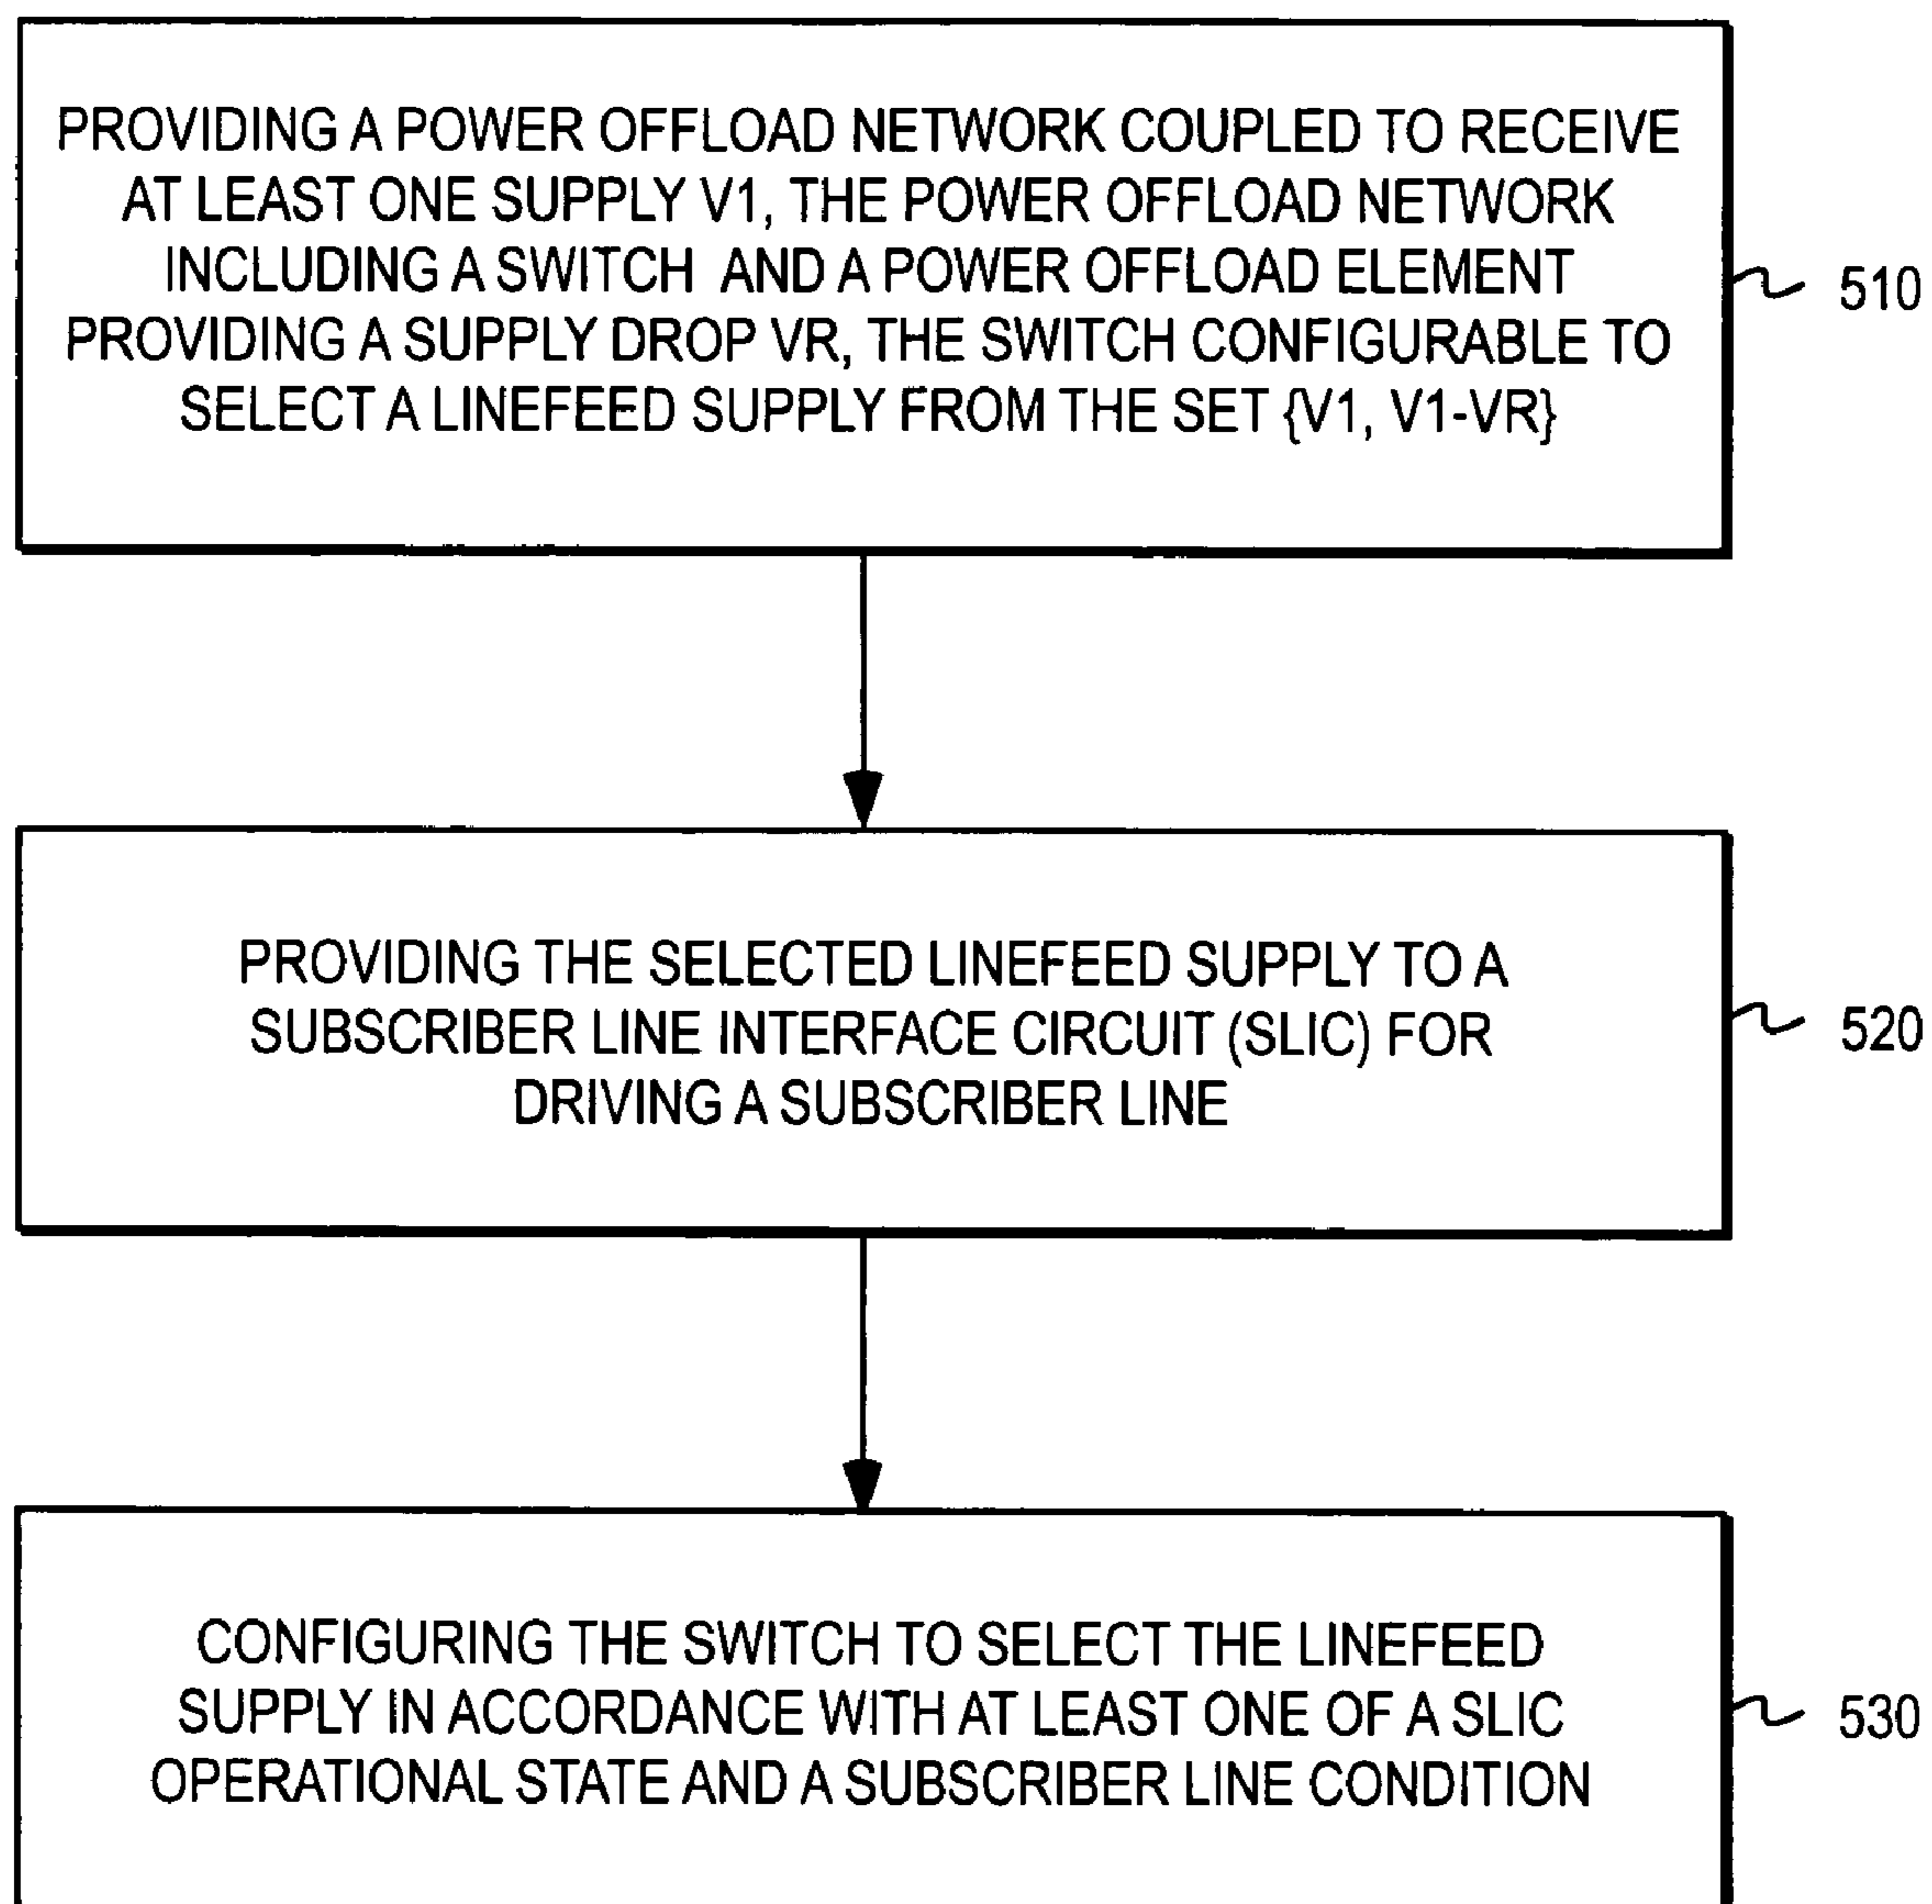 PROVIDING A POWER OFFLOAD NETWORK COUPLED TO RECEIVE
AT LEAST ONE SUPPLY V1, THE POWER OFFLOAD NETWORK
INCLUDING A SWITCH AND A POWER OFFLOAD ELEMENT
PROVIDING A SUPPLY DROP VR, THE SWITCH CONFIGURABLE TO
SELECT A LINEFEED SUPPLY FROM THE SET {V1, V1-VR}
510
PROVIDING THE SELECTED LINEFEED SUPPLY TO A
SUBSCRIBER LINE INTERFACE CIRCUIT (SLIC) FOR
DRIVING A SUBSCRIBER LINE
520
CONFIGURING THE SWITCH TO SELECT THE LINEFEED
SUPPLY IN ACCORDANCE WITH AT LEAST ONE OF A SLIC
OPERATIONAL STATE AND A SUBSCRIBER LINE CONDITION
530